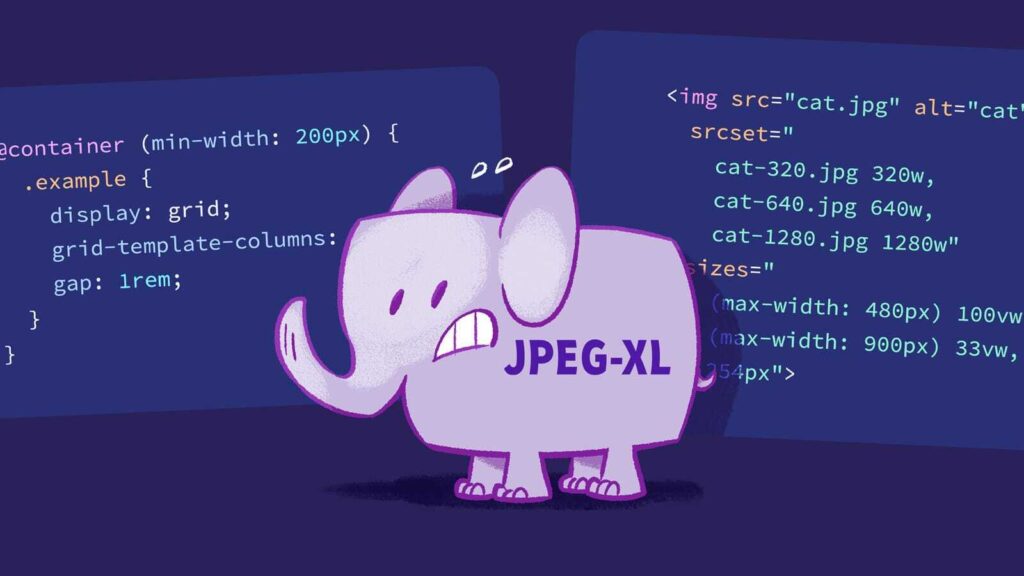 @container (min-width: 200px) {
.example {
display: grid;
grid-template-columns:
gap: 1rem;
}
}
JPEG-XL
<img src="cat.jpg" alt="cat"
srcset="
cat-320.jpg 320w,
cat-640.jpg 640w,
cat-1280.jpg 1280w"
sizes="
(max-width: 480px) 100vw
(max-width: 900px) 33vw,
254px">